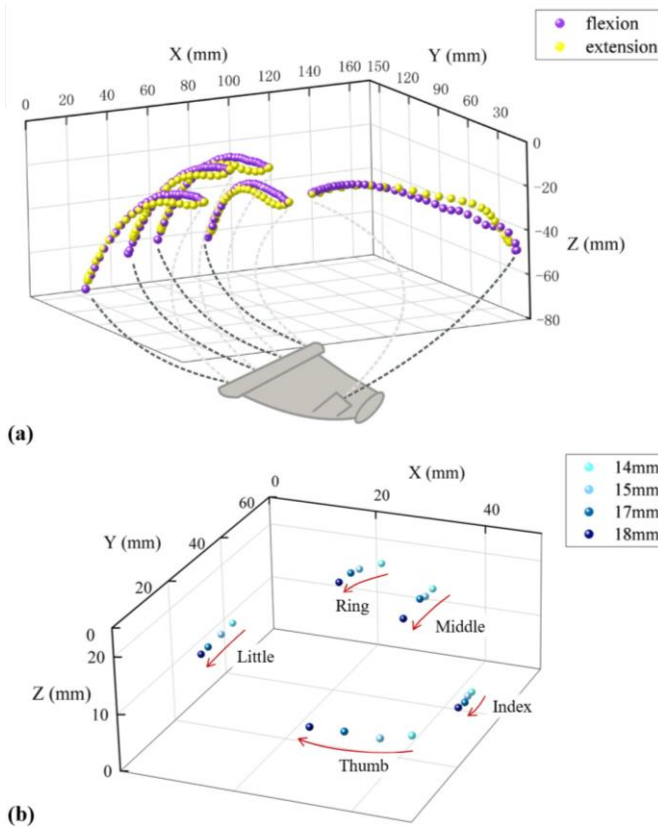 flexion
extension
X (mm)
Y (mm)
0 20 40 60 80 100 120 140 160 150 120 90 60 30
0
-20
-40
-60
-80
Z (mm)
(a)
14mm
15mm
17mm
18mm
X (mm)
0 20 40
Y (mm)
60
40
20
0
Z (mm)
20
10
0
Ring
Middle
Little
Index
Thumb
(b)